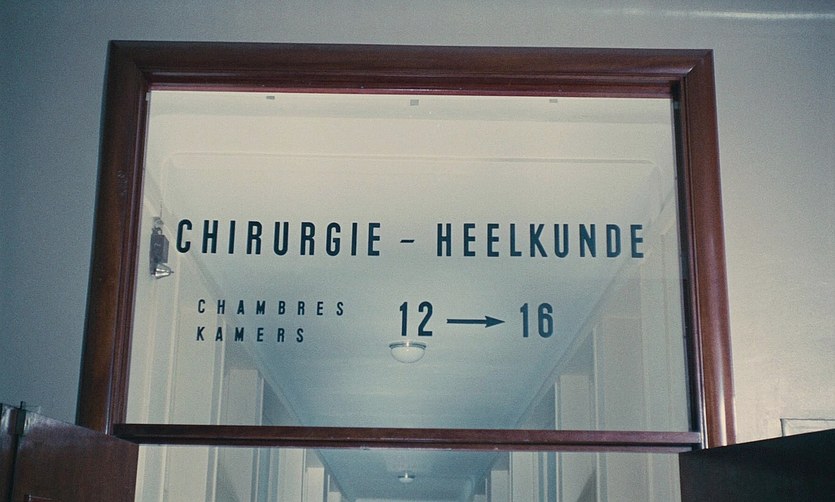 CHIRURGIE - HEELKUNDE
CHAMBRES
KAMERS
12 → 16